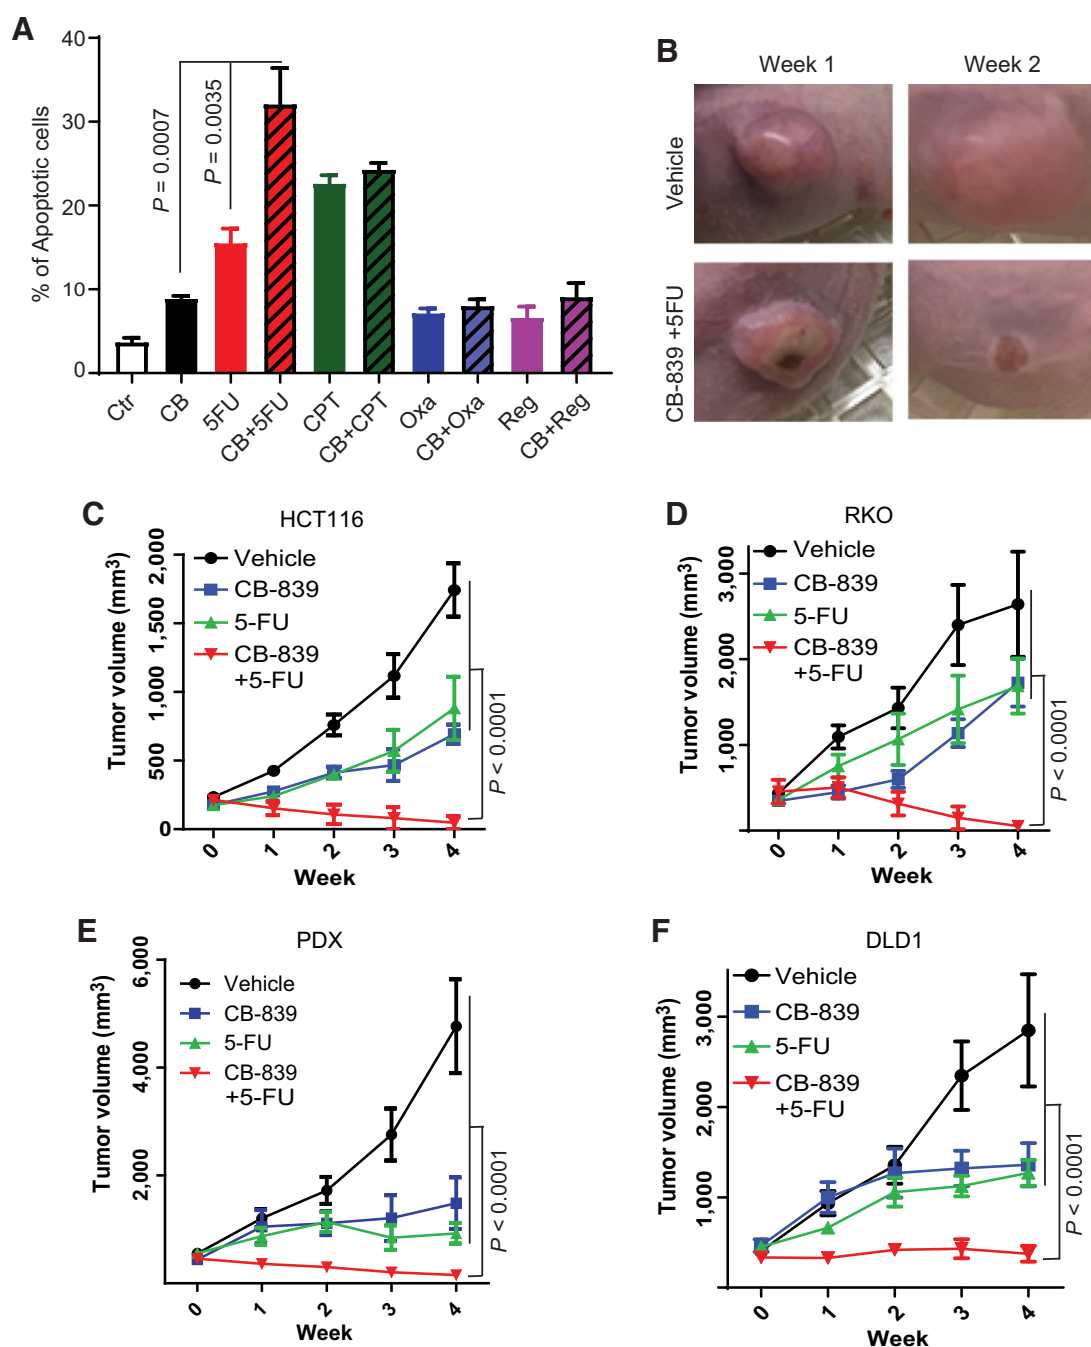 A
40
30
20
10
0
% of Apoptotic cells
P = 0.0007
P = 0.0035
Ctr
CB
5FU
CB+5FU
CPT
CB+CPT
Oxa
CB+Oxa
Reg
CB+Reg
B
Week 1
Week 2
Vehicle
CB-839 +5FU
C
HCT116
Tumor volume (mm³)
2,000
1,500
1,000
500
0
Vehicle
CB-839
5-FU
CB-839
+5-FU
P < 0.0001
0
1
2
3
4
Week
D
RKO
Tumor volume (mm³)
3,000
2,000
1,000
Vehicle
CB-839
5-FU
CB-839
+5-FU
P < 0.0001
0
1
2
3
4
Week
E
PDX
Tumor volume (mm³)
6,000
4,000
2,000
Vehicle
CB-839
5-FU
CB-839
+5-FU
P < 0.0001
0
1
2
3
4
Week
F
DLD1
Tumor volume (mm³)
3,000
2,000
1,000
Vehicle
CB-839
5-FU
CB-839
+5-FU
P < 0.0001
0
1
2
3
4
Week